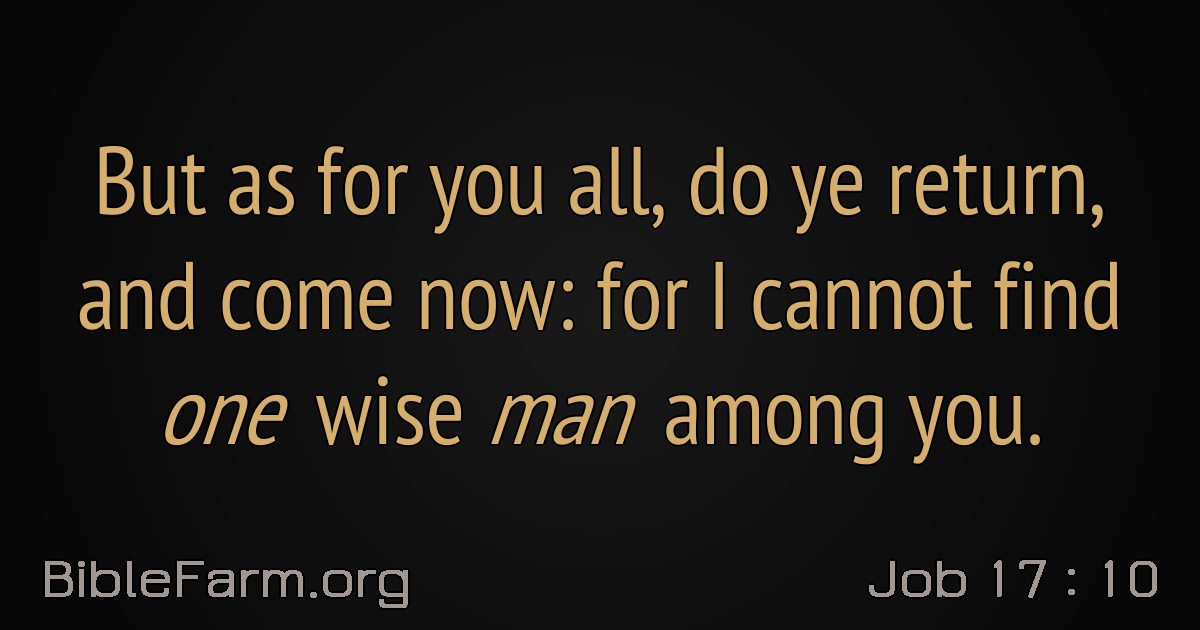 But as for you all, do ye return,
and come now: for I cannot find
one wise man among you.
BibleFarm.org
Job 17 : 10